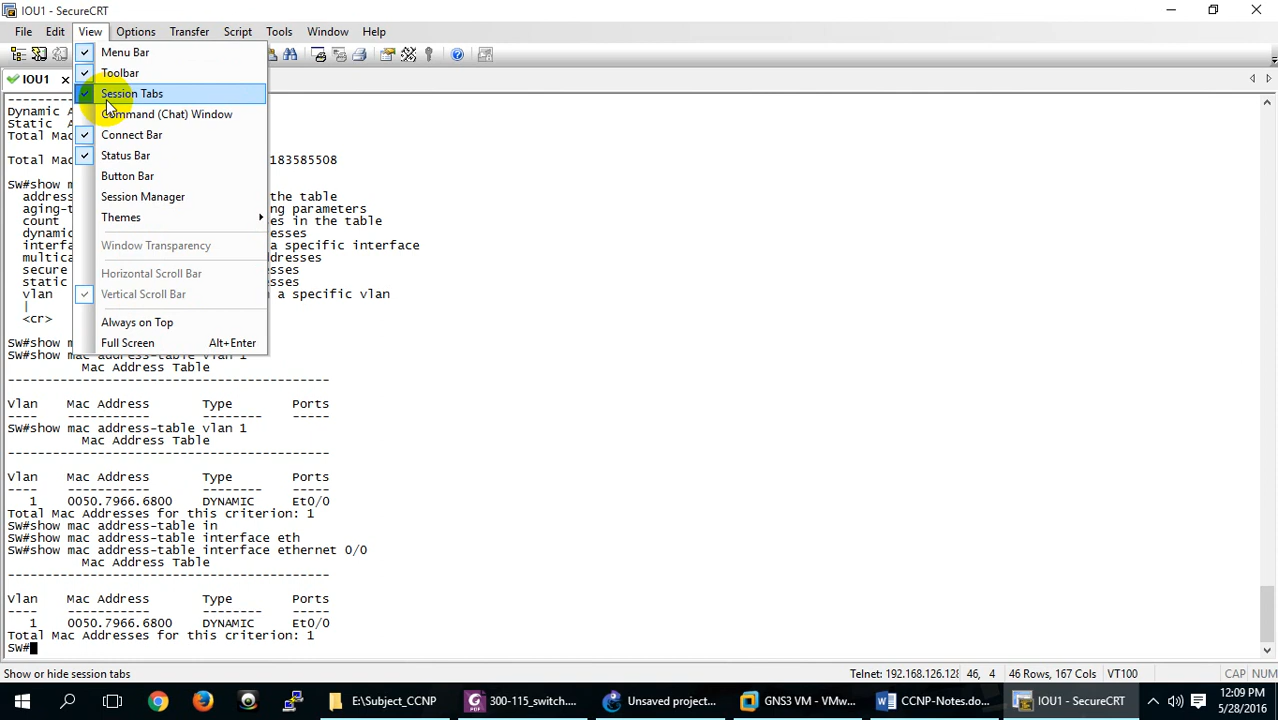 IOU1 - SecureCRT
File Edit View Options Transfer Script Tools Window Help
Menu Bar
Toolbar
Session Tabs
Command (Chat) Window
Connect Bar
Status Bar
Button Bar
Session Manager
Themes
Window Transparency
Horizontal Scroll Bar
Vertical Scroll Bar
Always on Top
Full Screen Alt+Enter
IOU1
Dynamic A
Static A
Total Mac
Total Mac 183585508
SW#show m
address the table
aging-t ng parameters
count es in the table
dynamic esses
interfa a specific interface
multica dresses
secure esses
static sses
vlan n a specific vlan
|
<cr>
SW#show m
SW#show mac address-table vlan 1
Mac Address Table
-------------------------------------------
Vlan Mac Address Type Ports
---- ----------- -------- -----
SW#show mac address-table vlan 1
Mac Address Table
-------------------------------------------
Vlan Mac Address Type Ports
---- ----------- -------- -----
1 0050.7966.6800 DYNAMIC Et0/0
Total Mac Addresses for this criterion: 1
SW#show mac address-table in
SW#show mac address-table interface eth
SW#show mac address-table interface ethernet 0/0
Mac Address Table
-------------------------------------------
Vlan Mac Address Type Ports
---- ----------- -------- -----
1 0050.7966.6800 DYNAMIC Et0/0
Total Mac Addresses for this criterion: 1
SW#
Show or hide session tabs Telnet: 192.168.126.128 46, 4 46 Rows, 167 Cols VT100 CAP NUM
E:\Subject_CCNP 300-115_switch.... Unsaved project... GNS3 VM - VMw... CCNP-Notes.do... IOU1 - SecureCRT
12:09 PM
5/28/2016